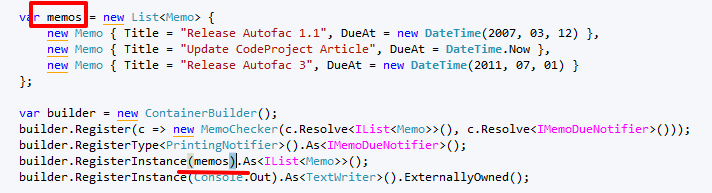 var memos = new List<Memo> {
    new Memo { Title = "Release Autofac 1.1", DueAt = new DateTime(2007, 03, 12) },
    new Memo { Title = "Update CodeProject Article", DueAt = DateTime.Now },
    new Memo { Title = "Release Autofac 3", DueAt = new DateTime(2011, 07, 01) }
};
var builder = new ContainerBuilder();
builder.Register(c => new MemoChecker(c.Resolve<IList<Memo>>(), c.Resolve<IMemoDueNotifier>()));
builder.RegisterType<PrintingNotifier>().As<IMemoDueNotifier>();
builder.RegisterInstance(memos).As<IList<Memo>>();
builder.RegisterInstance(Console.Out).As<TextWriter>().ExternallyOwned();